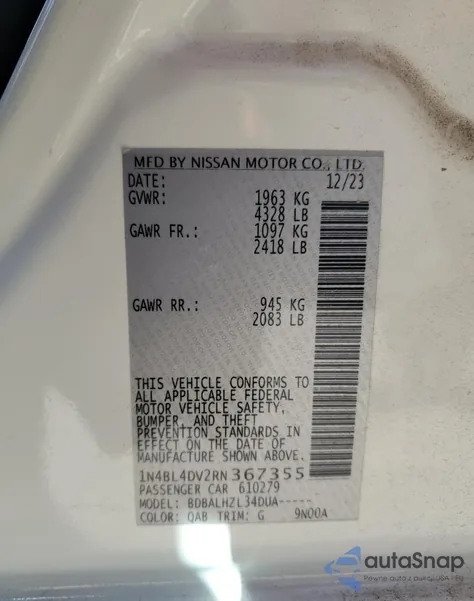 MFD BY NISSAN MOTOR CO., LTD.
DATE: 12/23
GVWR: 1963 KG
4328 LB
GAWR FR.: 1097 KG
2418 LB
GAWR RR.: 945 KG
2083 LB
THIS VEHICLE CONFORMS TO
ALL APPLICABLE FEDERAL
MOTOR VEHICLE SAFETY,
BUMPER, AND THEFT
PREVENTION STANDARDS IN
EFFECT ON THE DATE OF
MANUFACTURE SHOWN ABOVE.
1N4BL4DV2RN367355
PASSENGER CAR 610279
MODEL: BDBALHZL34DUA-----
COLOR: QAB TRIM: G 9N00A
autoSnap